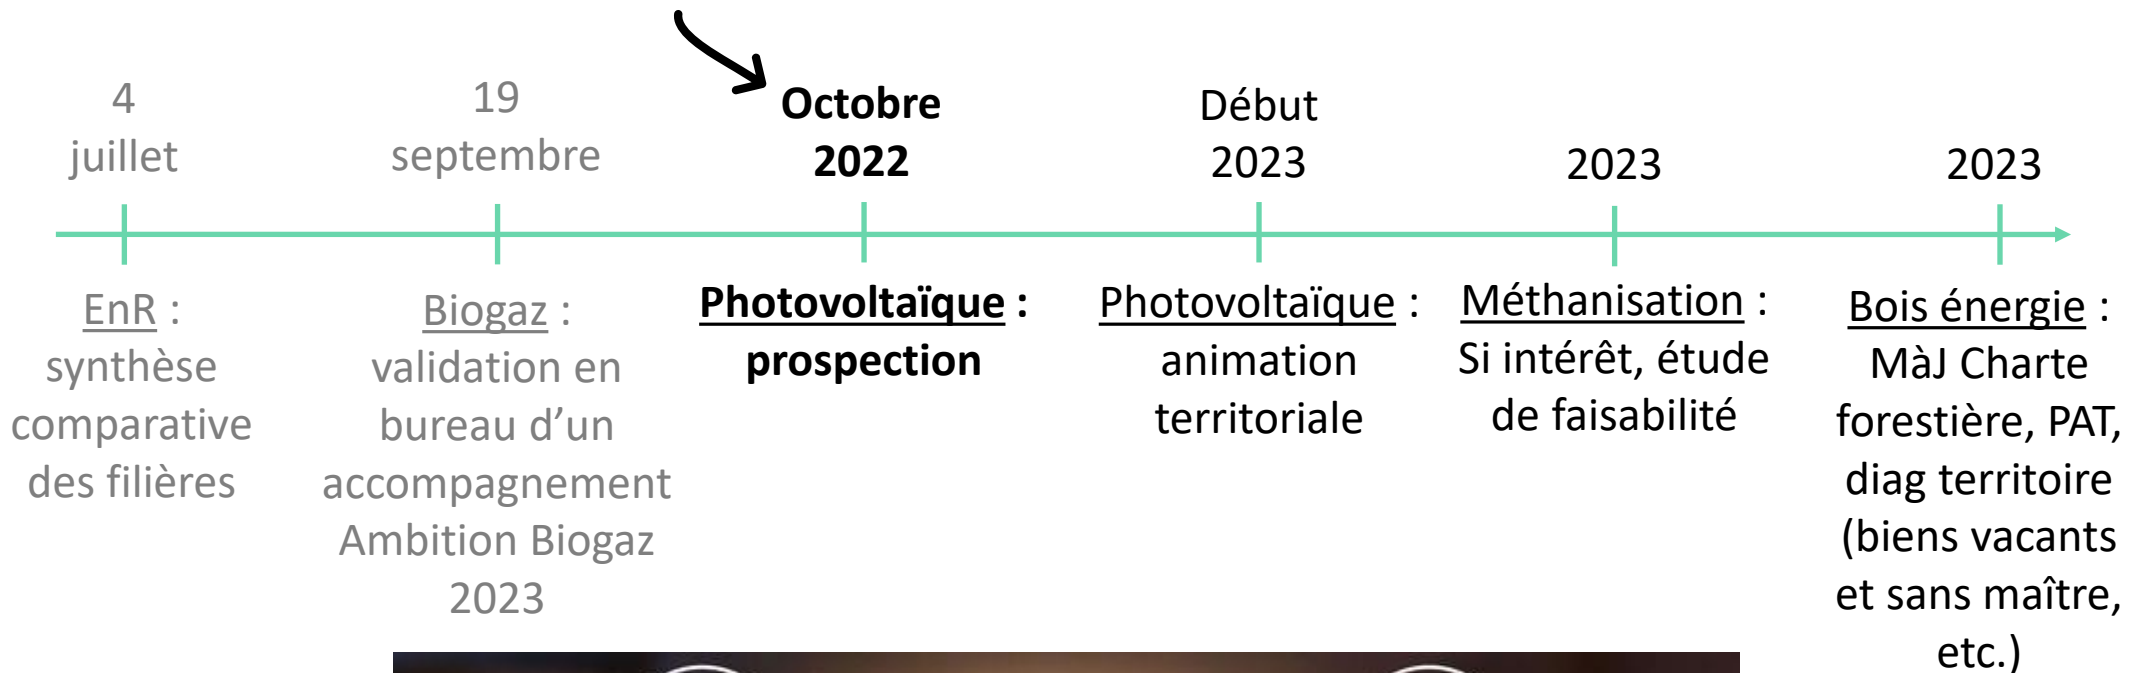 4
juillet
19
septembre
Octobre
2022
Début
2023
2023
2023
EnR :
synthèse
comparative
des filières
Biogaz :
validation en
bureau d’un
accompagnement
Ambition Biogaz
2023
Photovoltaïque :
prospection
Photovoltaïque :
animation
territoriale
Méthanisation :
Si intérêt, étude
de faisabilité
Bois énergie :
MàJ Charte
forestière, PAT,
diag territoire
(biens vacants
et sans maître,
etc.)